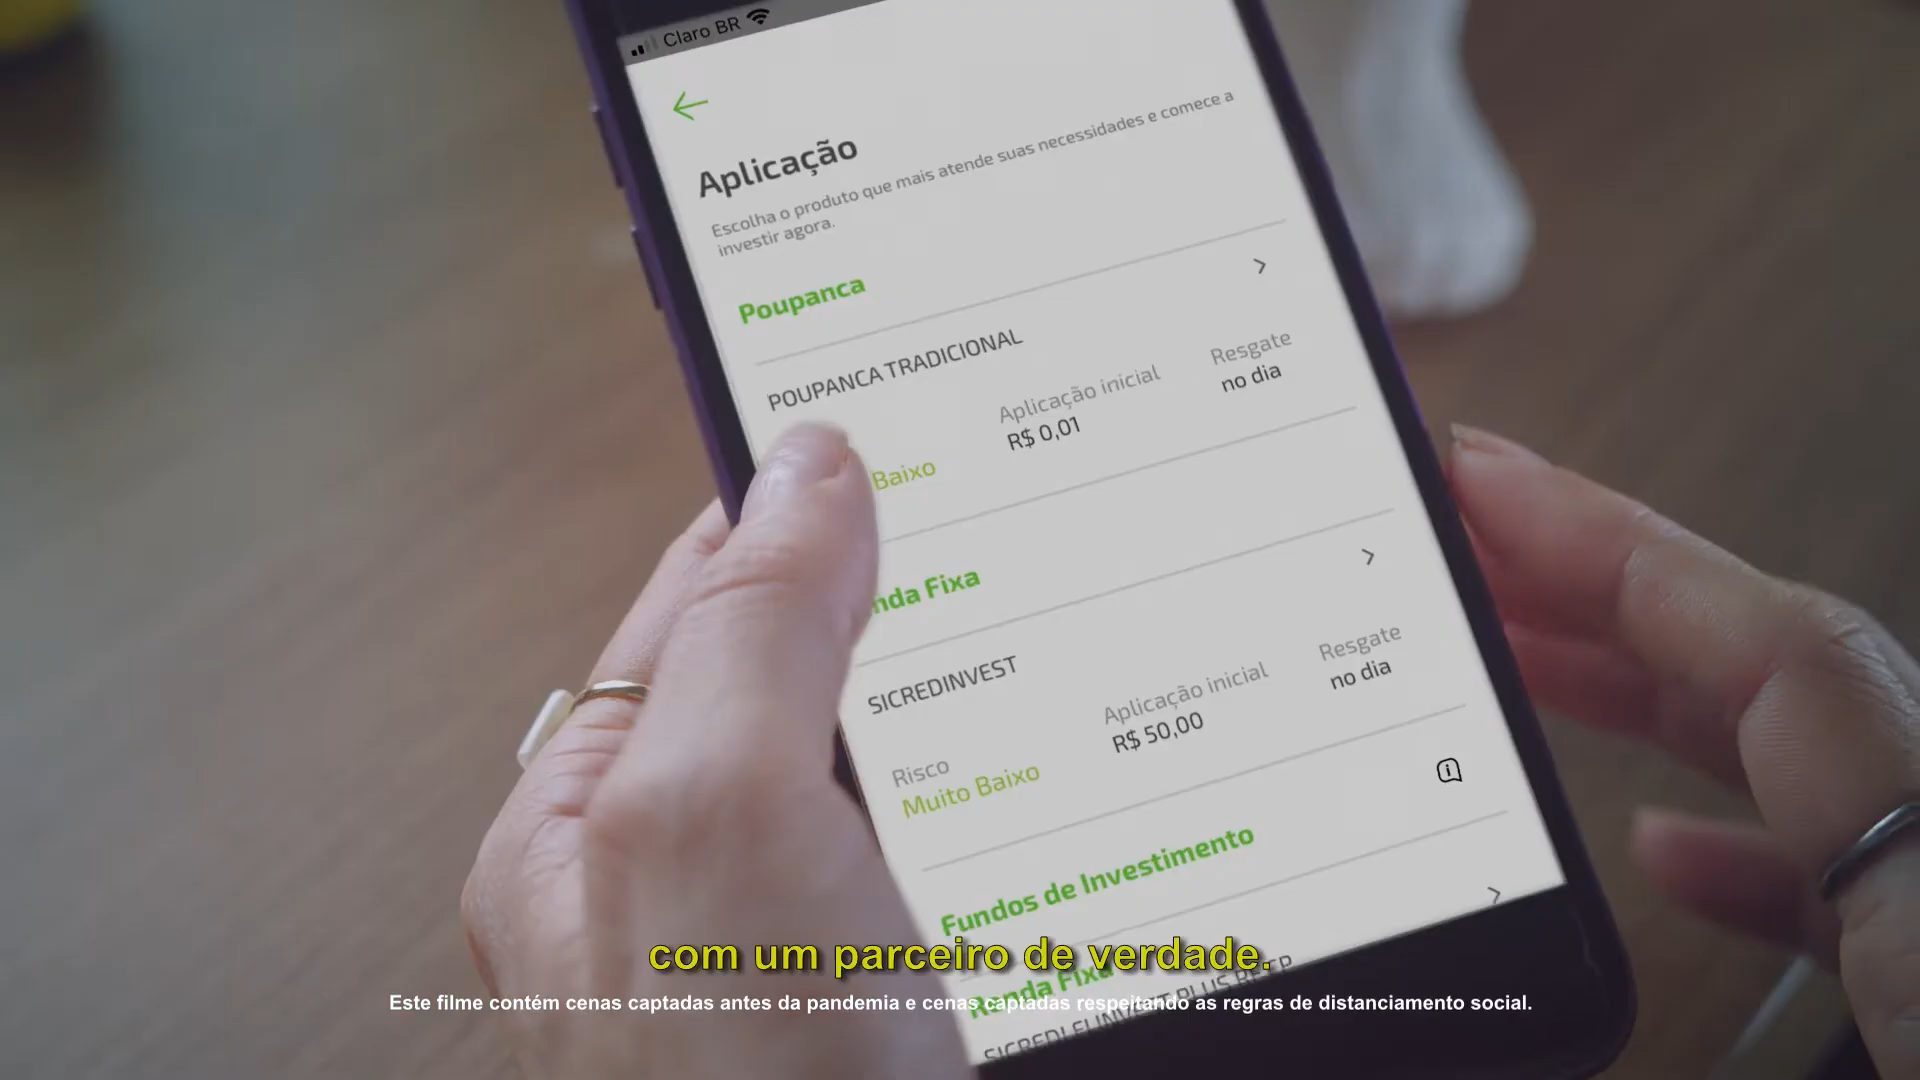 Claro BR
Aplicação
Escolha o produto que mais atende suas necessidades e comece a
investir agora.
Poupanca
POUPANCA TRADICIONAL
Aplicação inicial
Resgate
Baixo
R$ 0,01
no dia
nda Fixa
SICREDINVEST
Risco
Aplicação inicial
Resgate
Muito Baixo
R$ 50,00
no dia
Fundos de Investimento
com um parceiro de verdade.
Renda Fixa
Este filme contém cenas captadas antes da pandemia e cenas captadas respeitando as regras de distanciamento social.